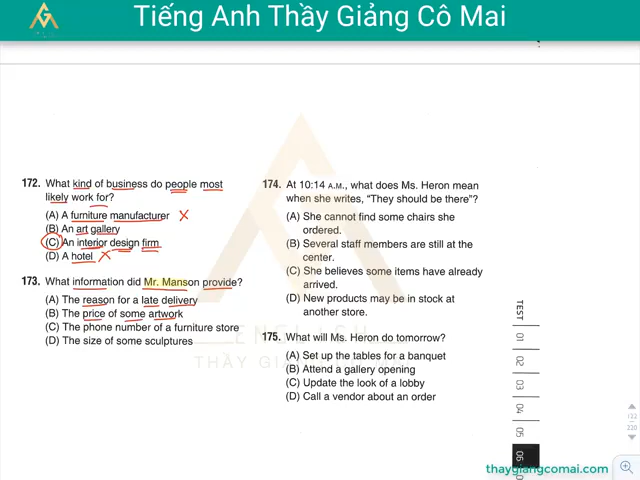 Tiếng Anh Thầy Giảng Cô Mai
172. What kind of business do people most
likely work for?
(A) A furniture manufacturer
(B) An art gallery
(C) An interior design firm
(D) A hotel
173. What information did Mr. Manson provide?
(A) The reason for a late delivery
(B) The price of some artwork
(C) The phone number of a furniture store
(D) The size of some sculptures
174. At 10:14 A.M., what does Ms. Heron mean
when she writes, “They should be there”?
(A) She cannot find some chairs she
ordered.
(B) Several staff members are still at the
center.
(C) She believes some items have already
arrived.
(D) New products may be in stock at
another store.
175. What will Ms. Heron do tomorrow?
(A) Set up the tables for a banquet
(B) Attend a gallery opening
(C) Update the look of a lobby
(D) Call a vendor about an order
TEST
01
02
03
04
05
06
122
220
thaygiangcomai.com